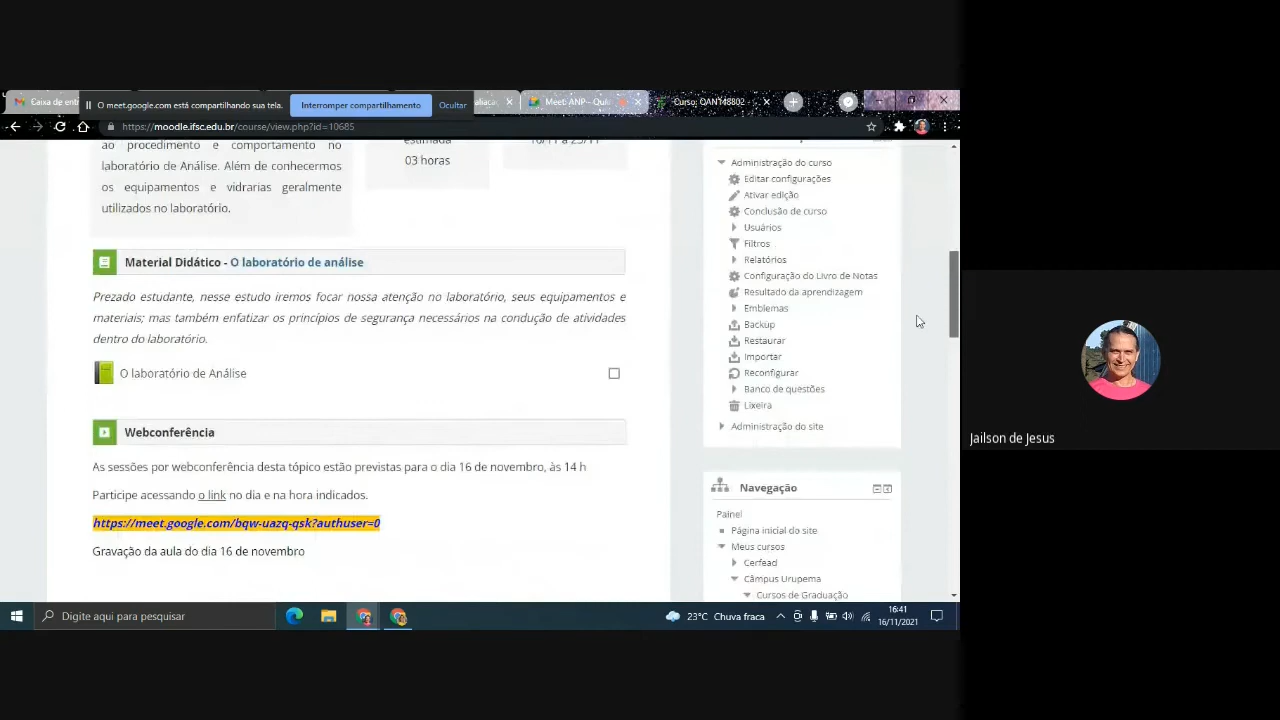 Caixa de ent
O meet.google.com está compartilhando sua tela.
Interromper compartilhamento
Ocultar
Meet: ANP - Quí
Curso: QANT48802 -
https://moodle.ifsc.edu.br/course/view.php?id=10685
ao procedimento e comportamento no
laboratório de Análise. Além de conhecermos
os equipamentos e vidrarias geralmente
utilizados no laboratório.
estimada
03 horas
Material Didático - O laboratório de análise
Prezado estudante, nesse estudo iremos focar nossa atenção no laboratório, seus equipamentos e
materiais; mas também enfatizar os princípios de segurança necessários na condução de atividades
dentro do laboratório.
O laboratório de Análise
Webconferência
As sessões por webconferência desta tópico estão previstas para o dia 16 de novembro, às 14 h
Participe acessando o link no dia e na hora indicados.
https://meet.google.com/bqw-uazq-qsk?authuser=0
Gravação da aula do dia 16 de novembro
Administração do curso
Editar configurações
Ativar edição
Conclusão de curso
Usuários
Filtros
Relatórios
Configuração do Livro de Notas
Resultado da aprendizagem
Emblemas
Backup
Restaurar
Importar
Reconfigurar
Banco de questões
Lixeira
Administração do site
Navegação
Painel
Página inicial do site
Meus cursos
Cerfead
Câmpus Urupema
Cursos de Graduação
Jailson de Jesus
Digite aqui para pesquisar
23°C Chuva fraca
16:41
16/11/2021